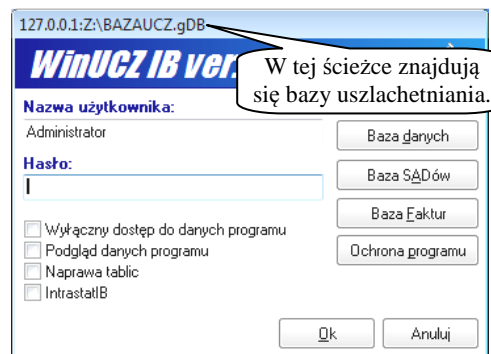 127.0.0.1:Z:\BAZAUCZ.gDB
WinUCZ IB ver.
W tej ścieżce znajdują
się bazy uszlachetniania.
Nazwa użytkownika:
Administrator
Baza danych
Hasło:
Baza SADów
Baza Faktur
Wyłączny dostęp do danych programu
Podgląd danych programu
Ochrona programu
Naprawa tablic
IntrastatIB
Ok
Anuluj